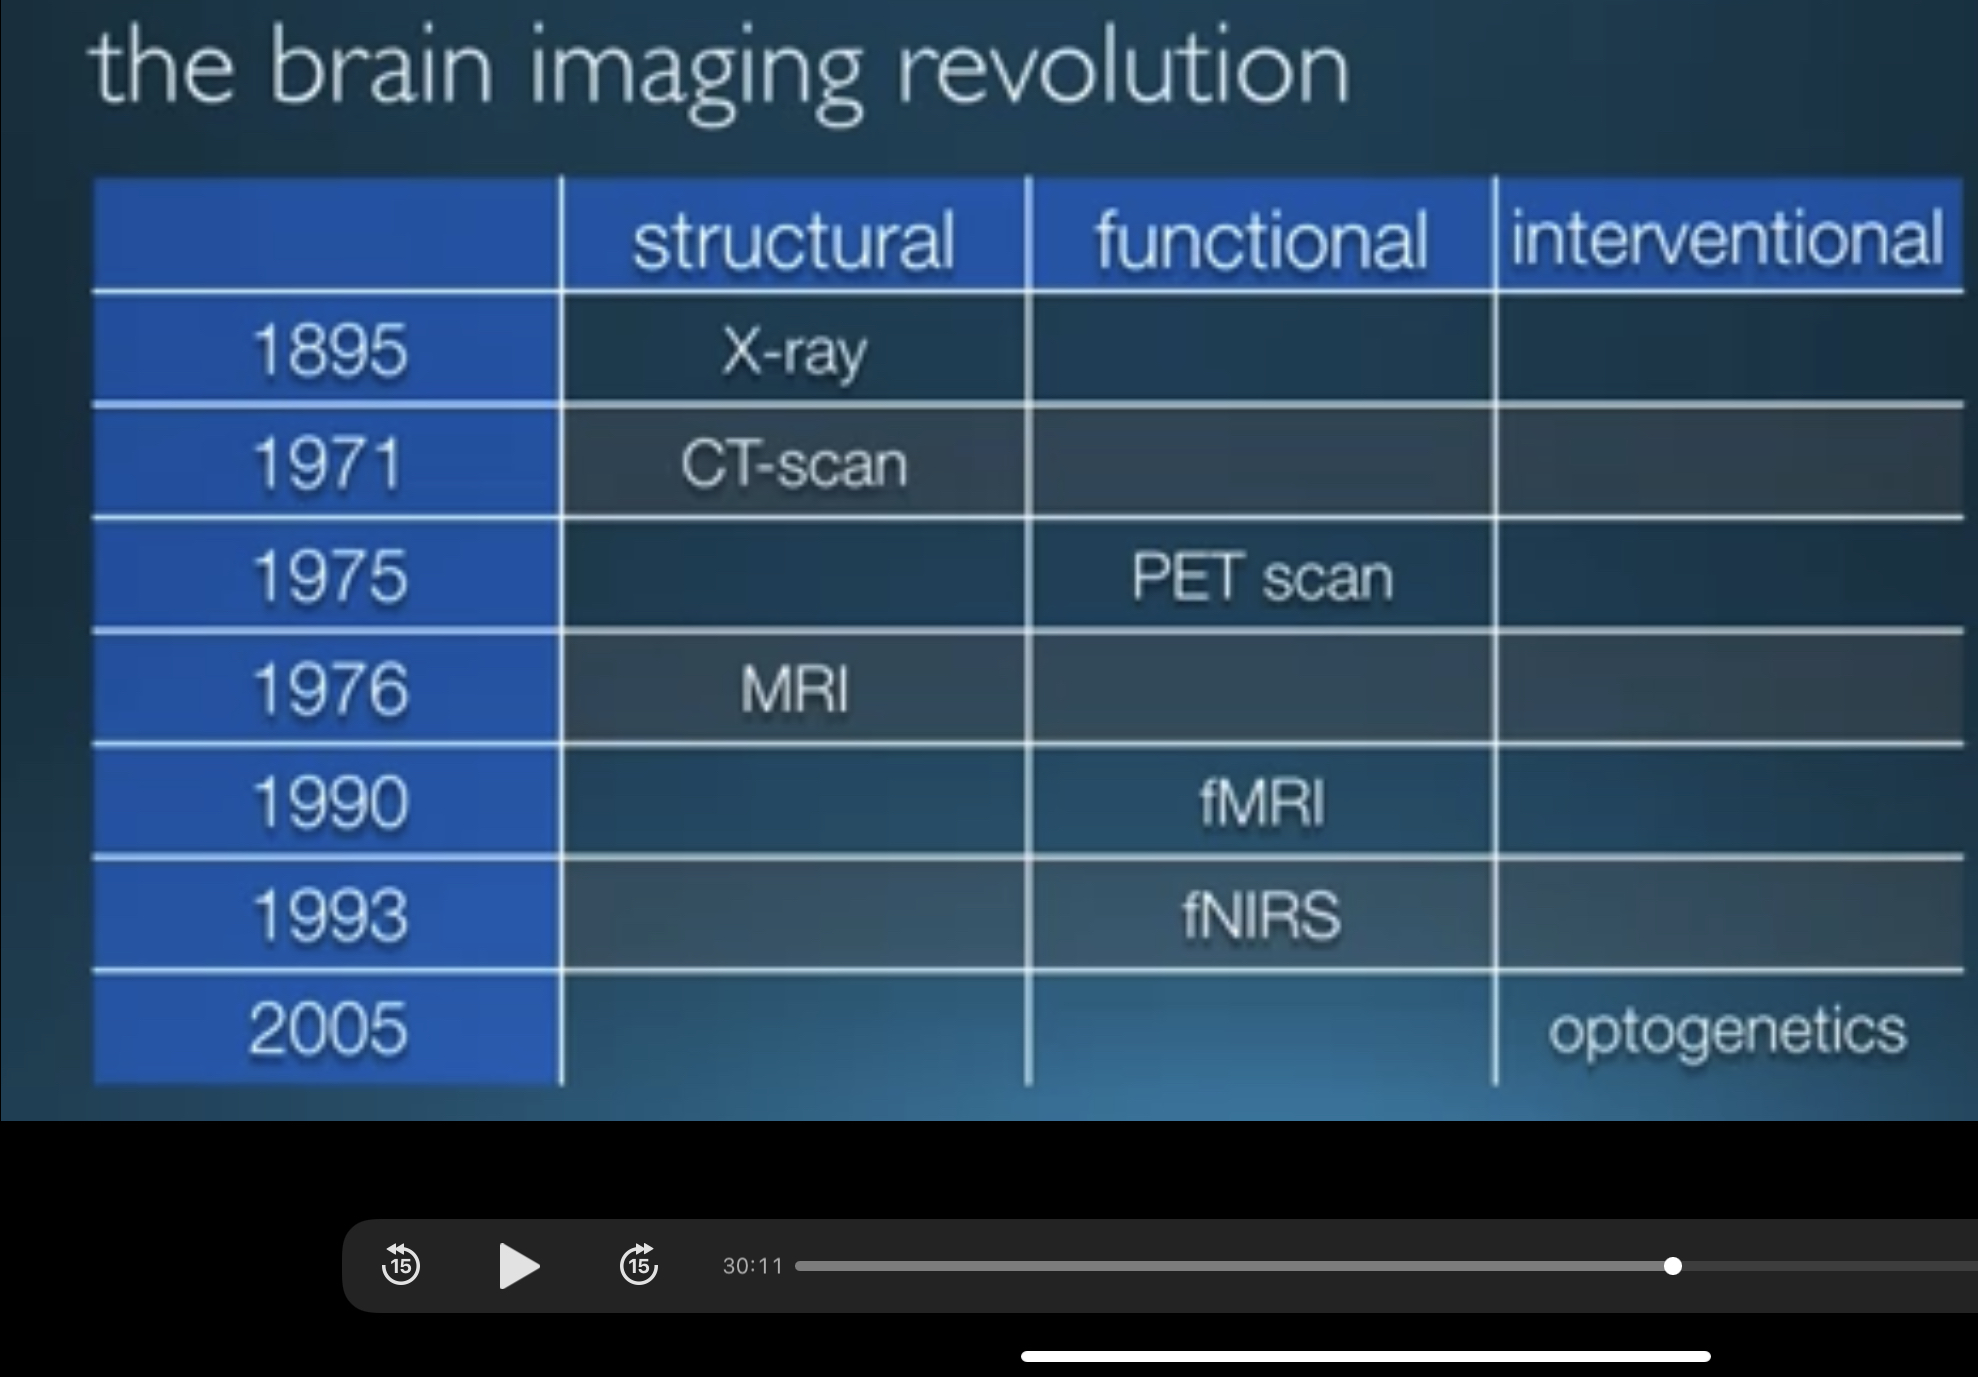 the brain imaging revolution
structural functional interventional
1895 X-ray
1971 CT-scan
1975 PET scan
1976 MRI
1990 fMRI
1993 fNIRS
2005 optogenetics
15 15 30:11